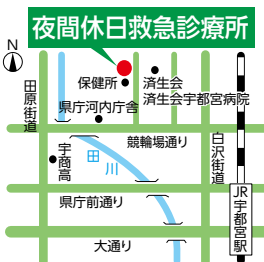 夜間休日救急診療所
N
保健所
済生会
済生会宇都宮病院
田原街道
県庁河内庁舎
競輪場通り
白沢街道
宇商高
田川
県庁前通り
JR宇都宮駅
大通り